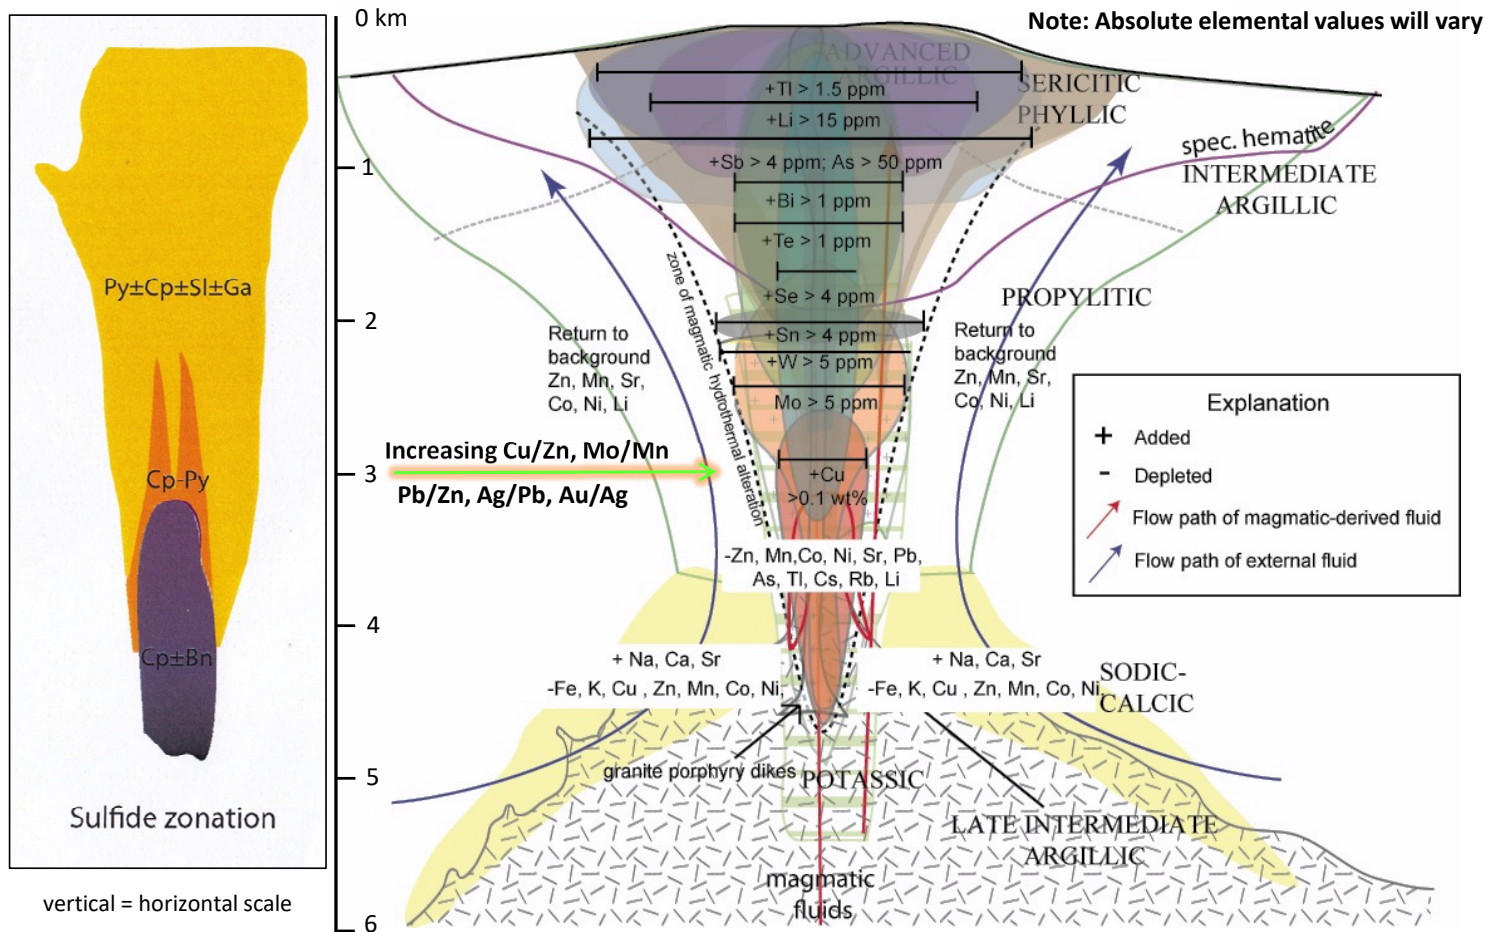 0 km
Note: Absolute elemental values will vary
ADVANCED
ARGILLIC
SERICITIC
PHYLLIC
+Tl > 1.5 ppm
+Li > 15 ppm
spec. hematite
+Sb > 4 ppm; As > 50 ppm
1
INTERMEDIATE
ARGILLIC
+Bi > 1 ppm
+Te > 1 ppm
Py±Cp±Sl±Ga
+Se > 4 ppm
PROPYLITIC
zone of magmatic hydrothermal alteration
2
+Sn > 4 ppm
Return to
background
Zn, Mn, Sr,
Co, Ni, Li
+W > 5 ppm
Mo > 5 ppm
Return to
background
Zn, Mn, Sr,
Co, Ni, Li
Explanation
+ Added
- Depleted
Flow path of magmatic-derived fluid
Flow path of external fluid
Increasing Cu/Zn, Mo/Mn
Pb/Zn, Ag/Pb, Au/Ag
3
Cp-Py
+Cu
>0.1 wt%
-Zn, Mn,Co, Ni, Sr, Pb,
As, Tl, Cs, Rb, Li
4
Cp±Bn
+ Na, Ca, Sr
-Fe, K, Cu , Zn, Mn, Co, Ni,
+ Na, Ca, Sr
-Fe, K, Cu , Zn, Mn, Co, Ni,
SODIC-
CALCIC
granite porphyry dikes
POTASSIC
5
Sulfide zonation
LATE INTERMEDIATE
ARGILLIC
magmatic
fluids
vertical = horizontal scale
6